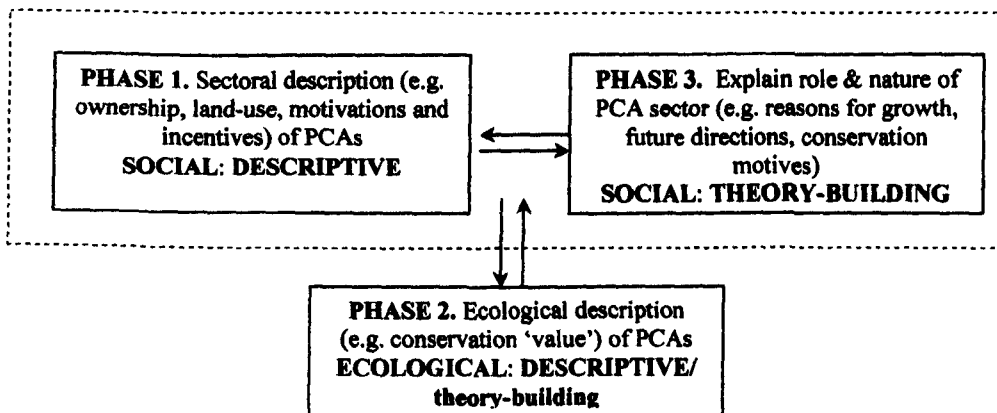 PHASE 1. Sectoral description (e.g.
ownership, land-use, motivations and
incentives) of PCAs
SOCIAL: DESCRIPTIVE
PHASE 3. Explain role & nature of
PCA sector (e.g. reasons for growth,
future directions, conservation
motives)
SOCIAL: THEORY-BUILDING
PHASE 2. Ecological description
(e.g. conservation ‘value’) of PCAs
ECOLOGICAL: DESCRIPTIVE/
theory-building